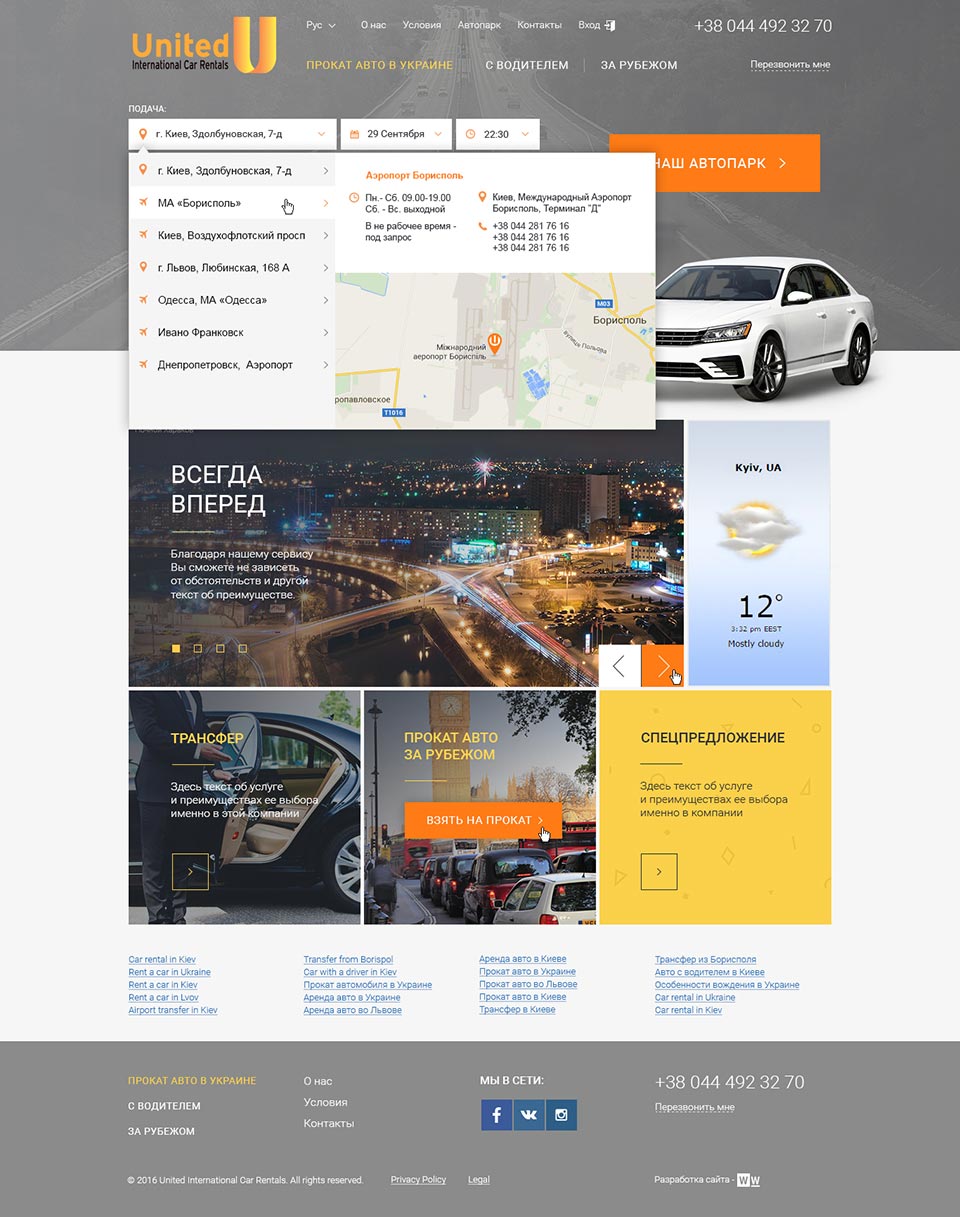 United
International Car Rentals
Рус
О нас
Условия
Автопарк
Контакты
Вход
+38 044 492 32 70
ПРОКАТ АВТО В УКРАИНЕ
С ВОДИТЕЛЕМ
ЗА РУБЕЖОМ
Перезвонить мне
ПОДАЧА:
г. Киев, Здолбуновская, 7-д
29 Сентября
22:30
НАШ АВТОПАРК
г. Киев, Здолбуновская, 7-д
МА «Борисполь»
Киев, Воздухофлотский просп
г. Львов, Любинская, 168 А
Одесса, МА «Одесса»
Ивано Франковск
Днепропетровск, Аэропорт
Аэропорт Борисполь
Пн.- Сб. 09.00-19.00
Сб. - Вс. выходной
В не рабочее время -
под запрос
Киев, Международный Аэропорт
Борисполь, Терминал "Д"
+38 044 281 76 16
+38 044 281 76 16
+38 044 281 76 16
М03
Борисполь
вулиця Польова
Міжнародний
аеропорт Бориспіль
ропавловское
Т1016
ВСЕГДА
ВПЕРЕД
Благодаря нашему сервису
Вы сможете не зависеть
от обстоятельств и другой
текст об преимуществе.
Kyiv, UA
12°
3:32 pm EEST
Mostly cloudy
ТРАНСФЕР
Здесь текст об услуге
и преимуществах ее выбора
именно в этой компании
ПРОКАТ АВТО
ЗА РУБЕЖОМ
ВЗЯТЬ НА ПРОКАТ
СПЕЦПРЕДЛОЖЕНИЕ
Здесь текст об услуге
и преимуществах ее выбора
именно в компании
Car rental in Kiev
Rent a car in Ukraine
Rent a car in Kiev
Rent a car in Lvov
Airport transfer in Kiev
Transfer from Borispol
Car with a driver in Kiev
Прокат автомобиля в Украине
Аренда авто в Украине
Аренда авто во Львове
Аренда авто в Киеве
Прокат авто в Украине
Прокат авто во Львове
Прокат авто в Киеве
Трансфер в Киеве
Трансфер из Борисполя
Авто с водителем в Киеве
Особенности вождения в Украине
Car rental in Ukraine
Car rental in Kiev
ПРОКАТ АВТО В УКРАИНЕ
С ВОДИТЕЛЕМ
ЗА РУБЕЖОМ
О нас
Условия
Контакты
МЫ В СЕТИ:
+38 044 492 32 70
Перезвонить мне
© 2016 United International Car Rentals. All rights reserved.
Privacy Policy
Legal
Разработка сайта - WW